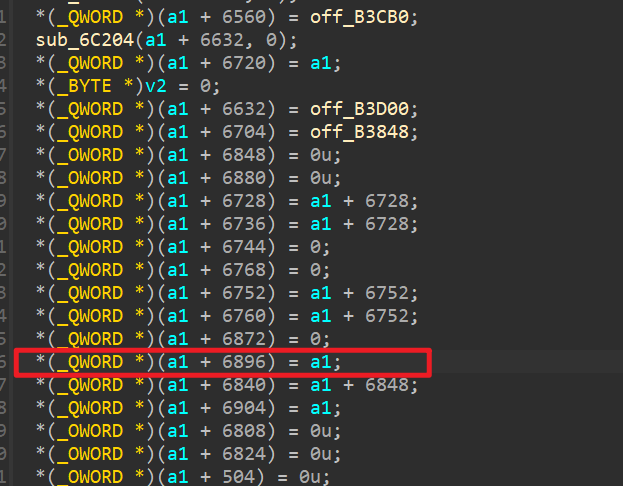 *(_QWORD *)(a1 + 6560) = off_B3CB0;
sub_6C204(a1 + 6632, 0);
*(_QWORD *)(a1 + 6720) = a1;
*(_BYTE *)v2 = 0;
*(_QWORD *)(a1 + 6632) = off_B3D00;
*(_QWORD *)(a1 + 6704) = off_B3848;
*(_OWORD *)(a1 + 6848) = 0u;
*(_OWORD *)(a1 + 6880) = 0u;
*(_QWORD *)(a1 + 6728) = a1 + 6728;
*(_QWORD *)(a1 + 6736) = a1 + 6728;
*(_QWORD *)(a1 + 6744) = 0;
*(_QWORD *)(a1 + 6768) = 0;
*(_QWORD *)(a1 + 6752) = a1 + 6752;
*(_QWORD *)(a1 + 6760) = a1 + 6752;
*(_QWORD *)(a1 + 6872) = 0;
*(_QWORD *)(a1 + 6896) = a1;
*(_QWORD *)(a1 + 6840) = a1 + 6848;
*(_QWORD *)(a1 + 6904) = a1;
*(_OWORD *)(a1 + 6808) = 0u;
*(_OWORD *)(a1 + 6824) = 0u;
*(_OWORD *)(a1 + 504) = 0u;